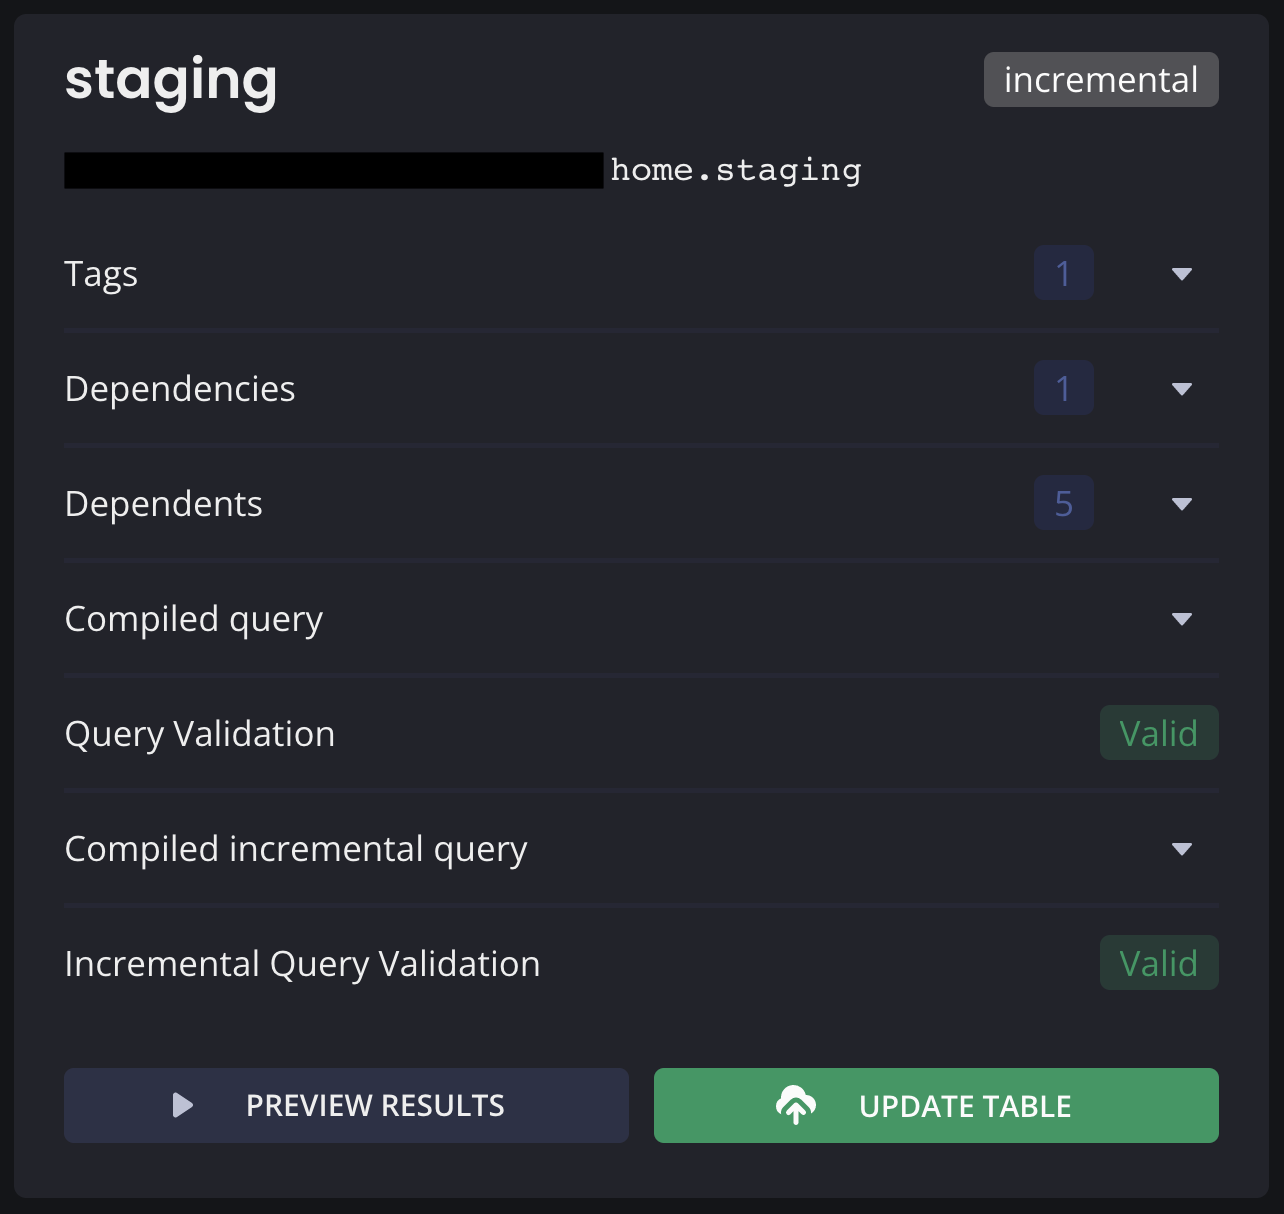 staging
incremental
home.staging
Tags 1
Dependencies 1
Dependents 5
Compiled query
Query Validation Valid
Compiled incremental query
Incremental Query Validation Valid
PREVIEW RESULTS
UPDATE TABLE